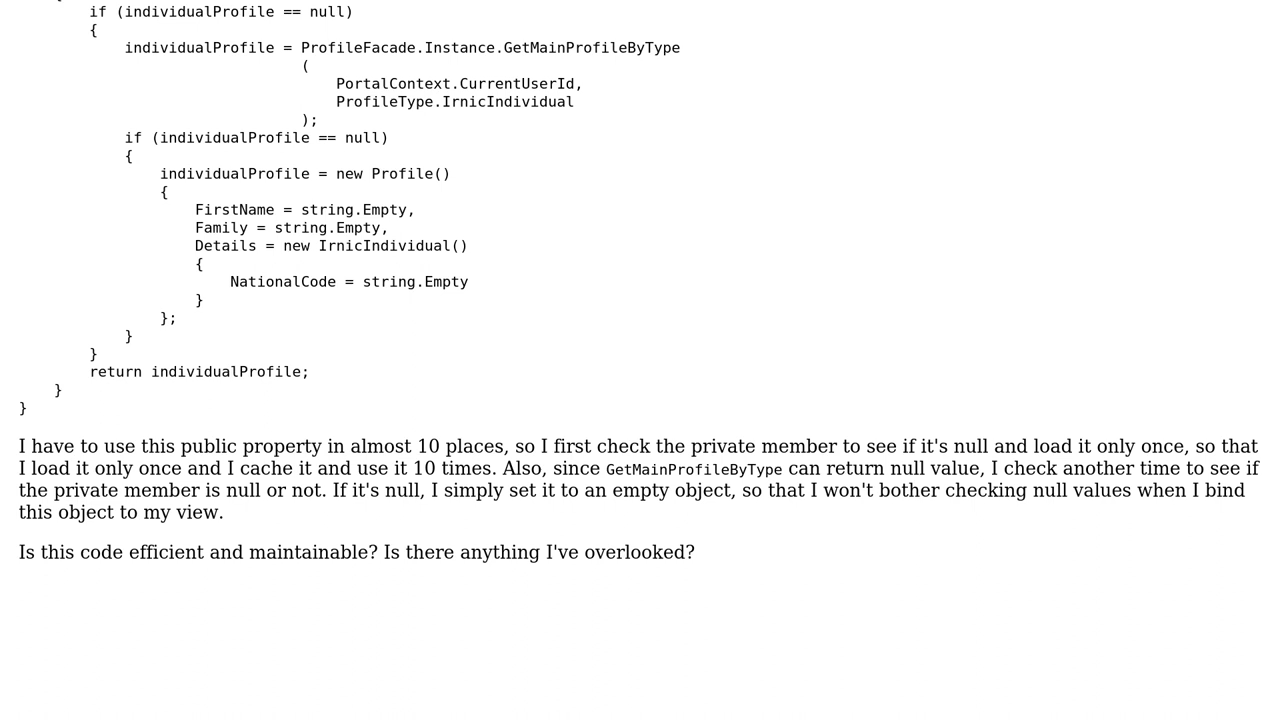 if (individualProfile == null)
{
individualProfile = ProfileFacade.Instance.GetMainProfileByType
(
PortalContext.CurrentUserId,
ProfileType.IrnicIndividual
);
if (individualProfile == null)
{
individualProfile = new Profile()
{
FirstName = string.Empty,
Family = string.Empty,
Details = new IrnicIndividual()
{
NationalCode = string.Empty
}
};
}
}
return individualProfile;
}
}
I have to use this public property in almost 10 places, so I first check the private member to see if it's null and load it only once, so that
I load it only once and I cache it and use it 10 times. Also, since GetMainProfileByType can return null value, I check another time to see if
the private member is null or not. If it's null, I simply set it to an empty object, so that I won't bother checking null values when I bind
this object to my view.
Is this code efficient and maintainable? Is there anything I've overlooked?